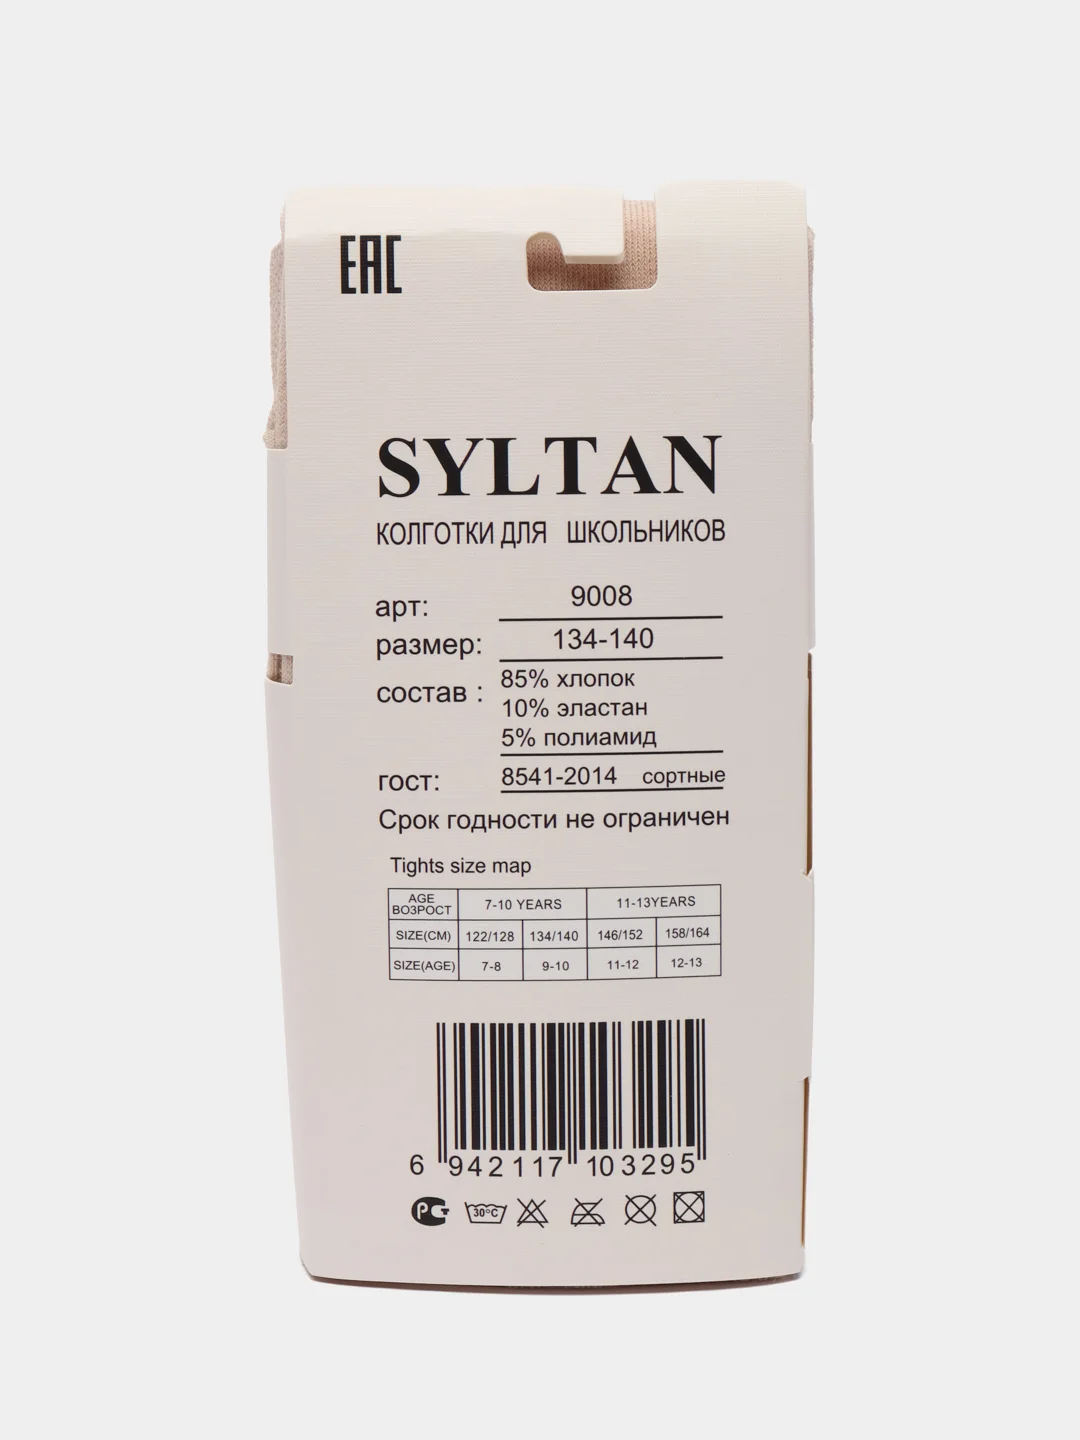 ЕАС
SYLTAN
КОЛГОТКИ ДЛЯ ШКОЛЬНИКОВ
арт: 9008
размер: 134-140
состав : 85% хлопок
10% эластан
5% полиамид
гост: 8541-2014 сортные
Срок годности не ограничен
Tights size map
AGE
ВОЗРОСТ 7-10 YEARS 11-13YEARS
SIZE(CM) 122/128 134/140 146/152 158/164
SIZE(AGE) 7-8 9-10 11-12 12-13
6 942117 103295
РСТ 30°C